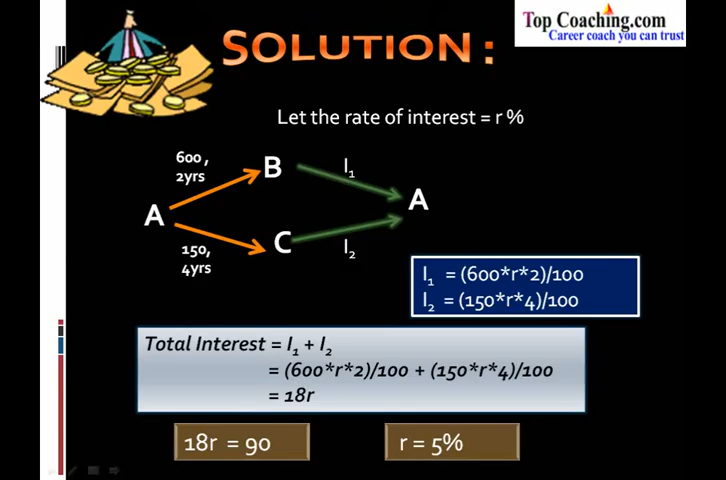 Top Coaching.com
Career coach you can trust
SOLUTION :
Let the rate of interest = r %
600 ,
2yrs
B
I₁
A
A
150,
4yrs
C
I₂
I₁ = (600*r*2)/100
I₂ = (150*r*4)/100
Total Interest = I₁ + I₂
= (600*r*2)/100 + (150*r*4)/100
= 18r
18r = 90
r = 5%